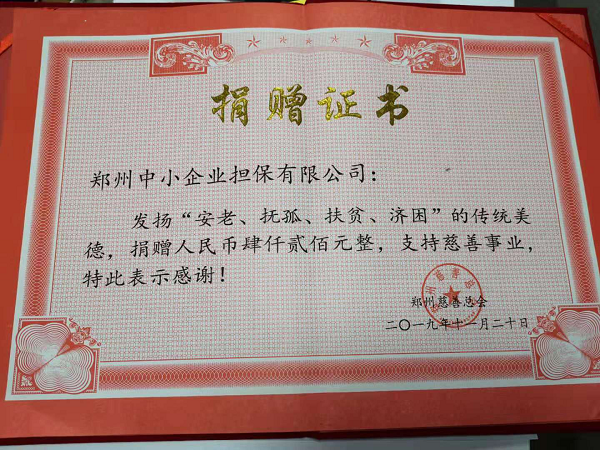 捐赠证书
郑州中小企业担保有限公司：
发扬“安老、抚孤、扶贫、济困”的传统美
德，捐赠人民币肆仟贰佰元整，支持慈善事业，
特此表示感谢！
郑州慈善总会
二〇一九年十一月二十日